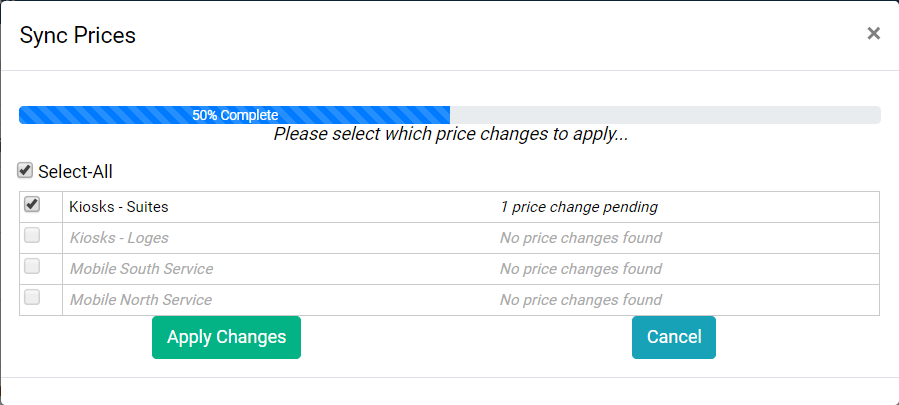 Sync Prices ×
50% Complete
Please select which price changes to apply...
Select-All
Kiosks - Suites 1 price change pending
Kiosks - Loges No price changes found
Mobile South Service No price changes found
Mobile North Service No price changes found
Apply Changes Cancel